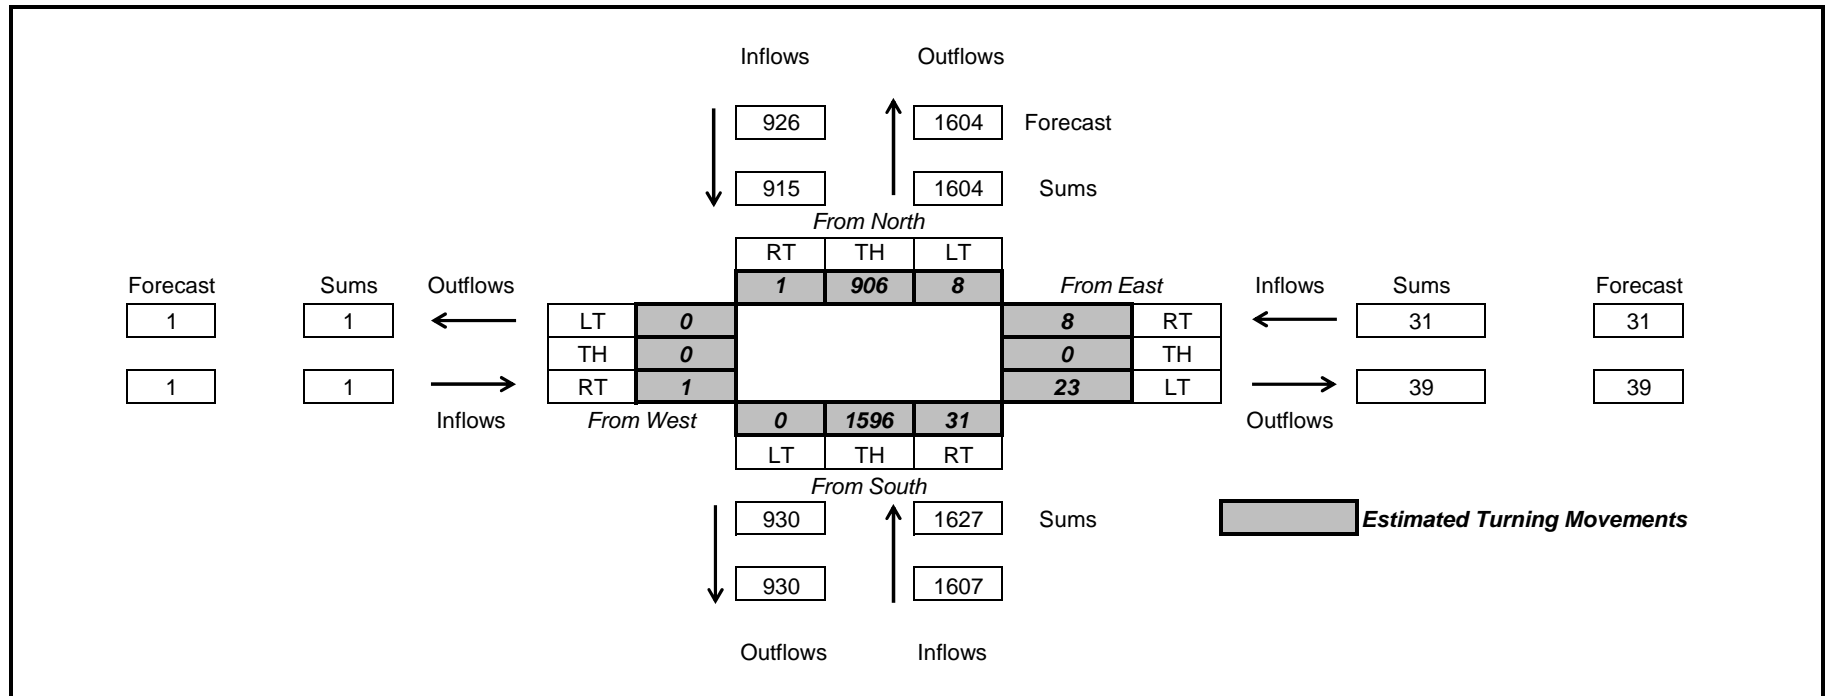 Inflows Outflows
926 1604 Forecast
915 1604 Sums
From North
RT TH LT
Forecast Sums Outflows 1 906 8 From East Inflows Sums Forecast
1 1 LT 0 8 RT 31 31
TH 0 0 TH
1 1 RT 1 23 LT 39 39
Inflows From West 0 1596 31 Outflows
LT TH RT
From South
930 1627 Sums Estimated Turning Movements
930 1607
Outflows Inflows